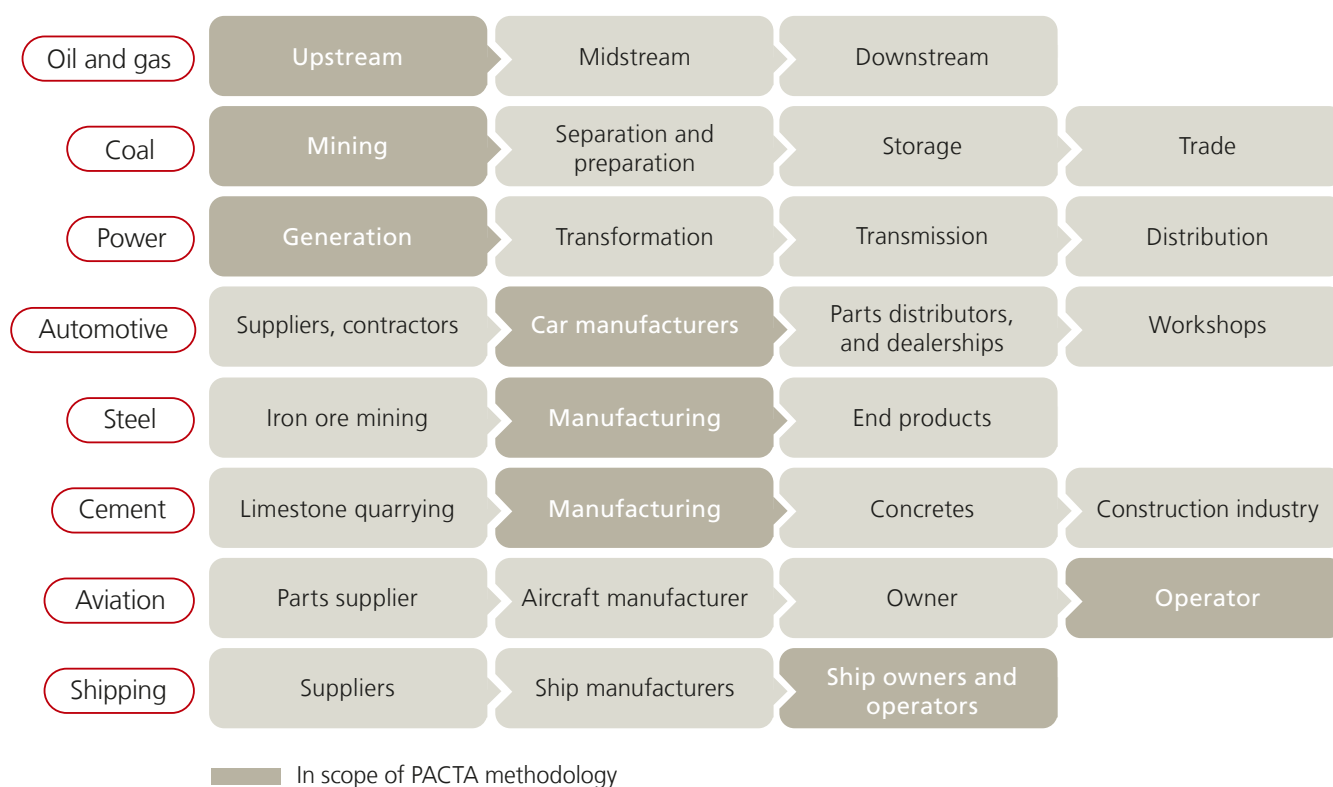 Oil and gas
Upstream
Midstream
Downstream
Coal
Mining
Separation and
preparation
Storage
Trade
Power
Generation
Transformation
Transmission
Distribution
Automotive
Suppliers, contractors
Car manufacturers
Parts distributors,
and dealerships
Workshops
Steel
Iron ore mining
Manufacturing
End products
Cement
Limestone quarrying
Manufacturing
Concretes
Construction industry
Aviation
Parts supplier
Aircraft manufacturer
Owner
Operator
Shipping
Suppliers
Ship manufacturers
Ship owners and
operators
In scope of PACTA methodology